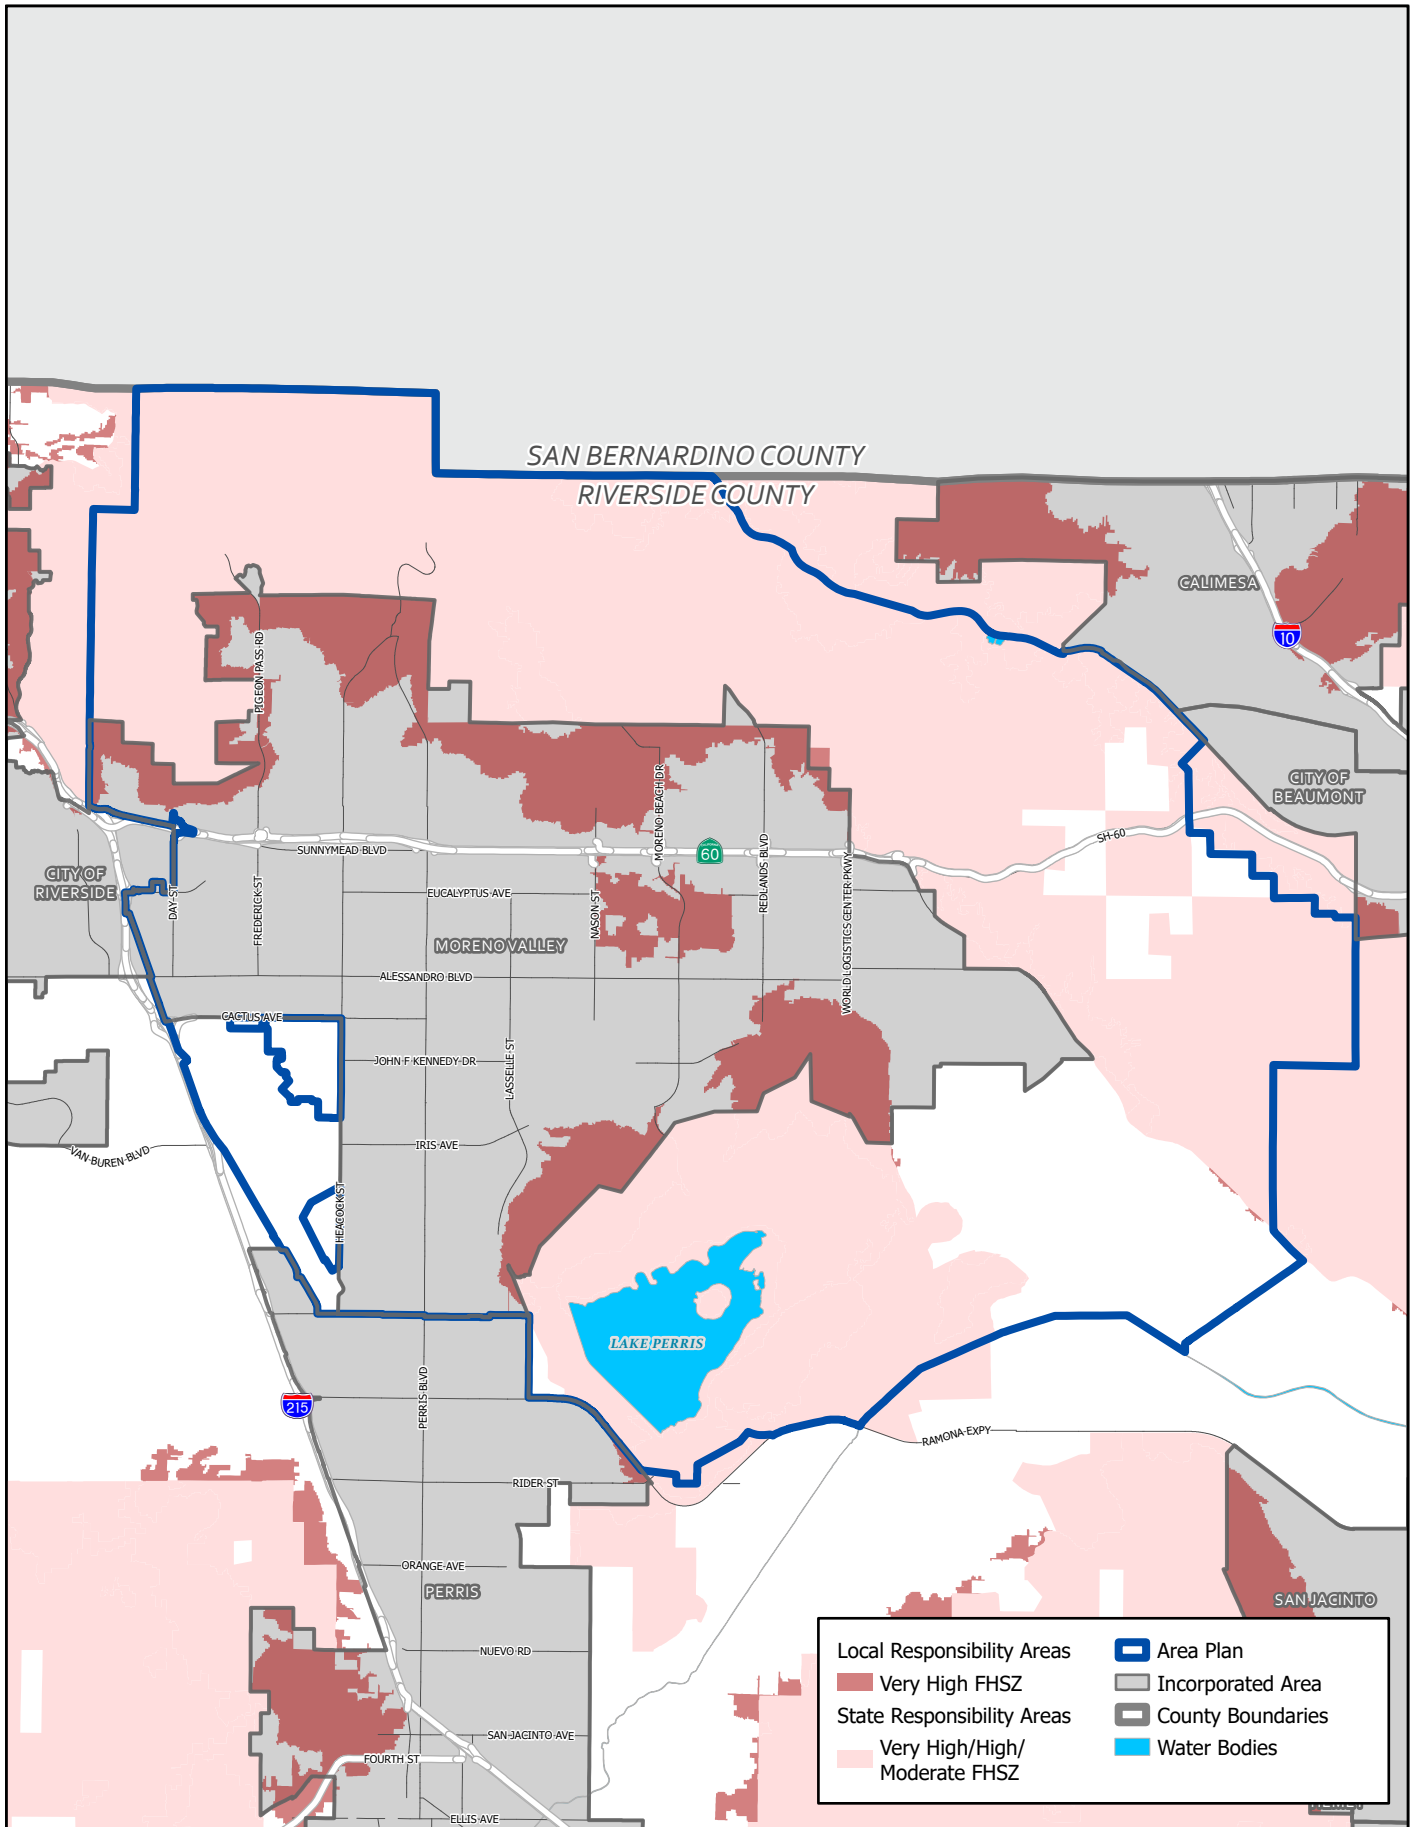 SAN BERNARDINO COUNTY
RIVERSIDE COUNTY
CALIMESA
10
PIGEON PASS RD
CITY OF
BEAUMONT
MORENO BEACH DR
SH-60
SUNNYMEAD BLVD
CALIFORNIA
60
REDLANDS BLVD
WORLD LOGISTICS CENTER PKWY
CITY OF
RIVERSIDE
DAY ST
FREDERICK ST
EUCALYPTUS AVE
NASON ST
MORENO VALLEY
ALESSANDRO BLVD
CACTUS AVE
JOHN F KENNEDY DR
LASSELLE ST
IRIS AVE
VAN BUREN BLVD
HEACOCK ST
LAKE PERRIS
PERRIS BLVD
215
RAMONA EXPY
RIDER ST
ORANGE AVE
PERRIS
SAN JACINTO
NUEVO RD
SAN JACINTO AVE
FOURTH ST
ELLIS AVE
Local Responsibility Areas
Very High FHSZ
State Responsibility Areas
Very High/High/
Moderate FHSZ
Area Plan
Incorporated Area
County Boundaries
Water Bodies